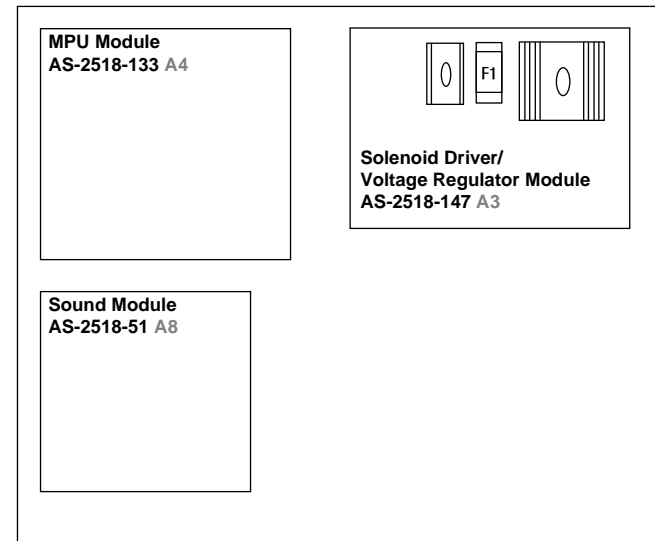 MPU Module
AS-2518-133 A4
F1
Solenoid Driver/
Voltage Regulator Module
AS-2518-147 A3
Sound Module
AS-2518-51 A8